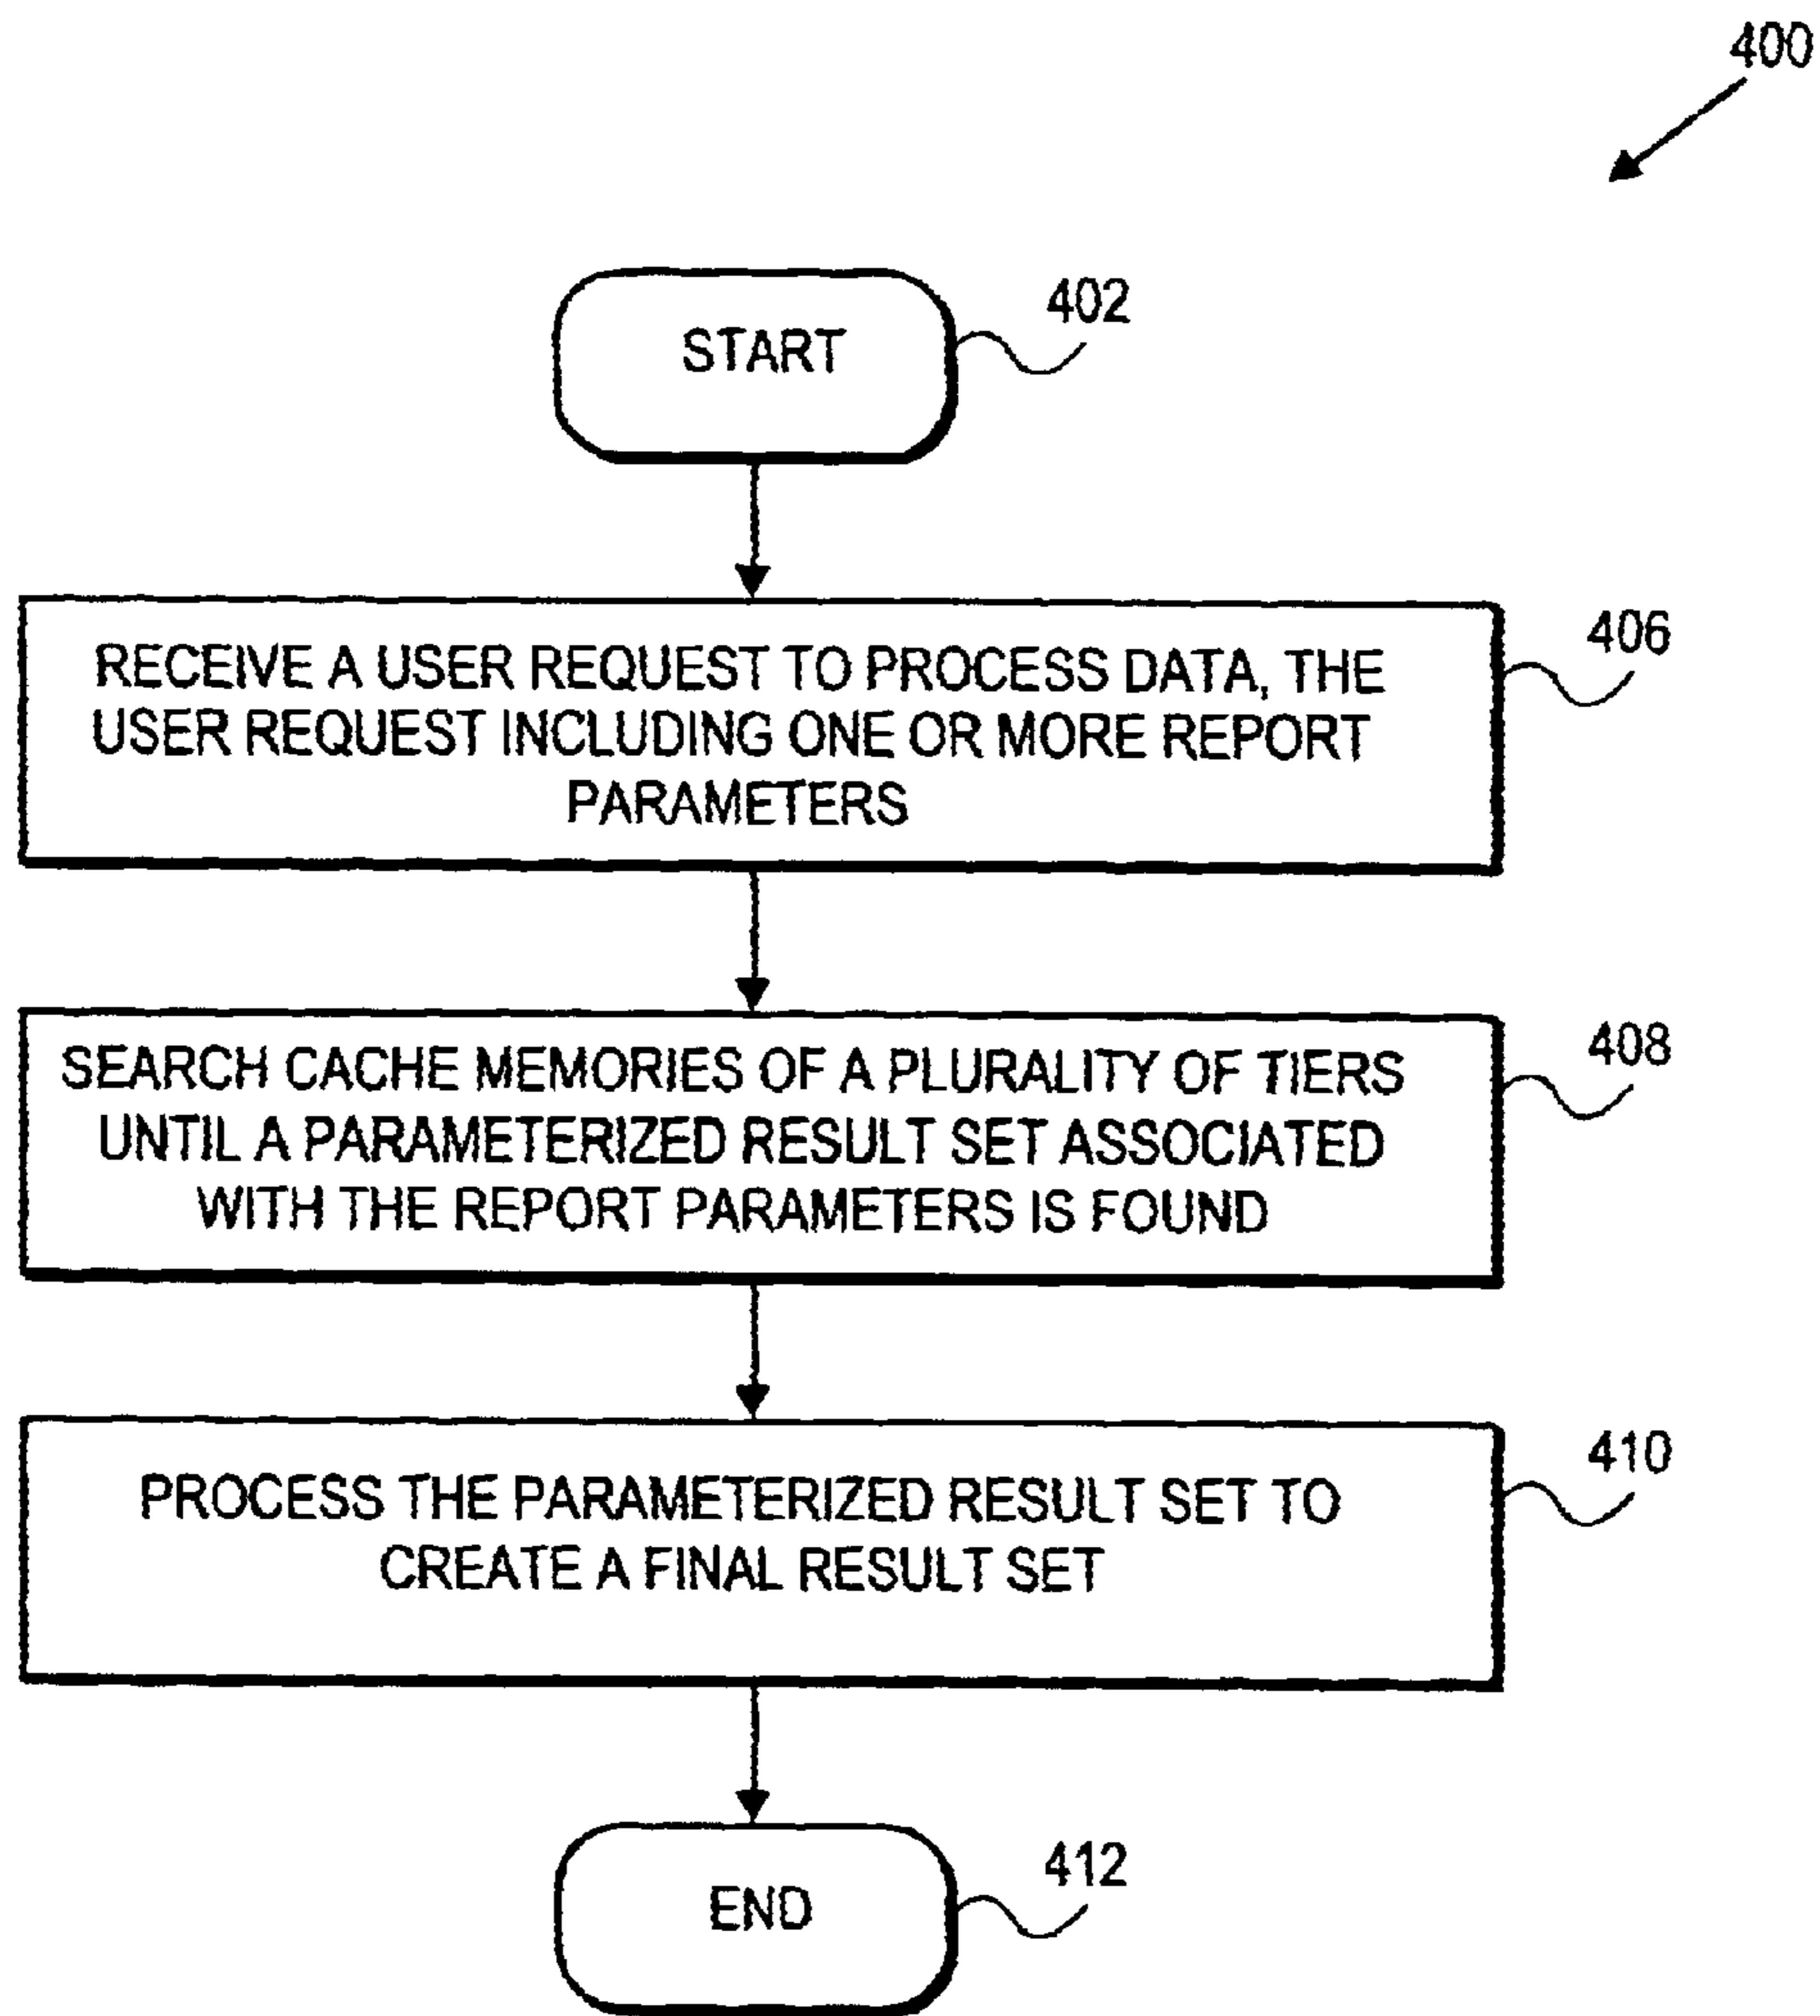 400
START
402
RECEIVE A USER REQUEST TO PROCESS DATA, THE
USER REQUEST INCLUDING ONE OR MORE REPORT
PARAMETERS
406
SEARCH CACHE MEMORIES OF A PLURALITY OF TIERS
UNTIL A PARAMETERIZED RESULT SET ASSOCIATED
WITH THE REPORT PARAMETERS IS FOUND
408
PROCESS THE PARAMETERIZED RESULT SET TO
CREATE A FINAL RESULT SET
410
END
412